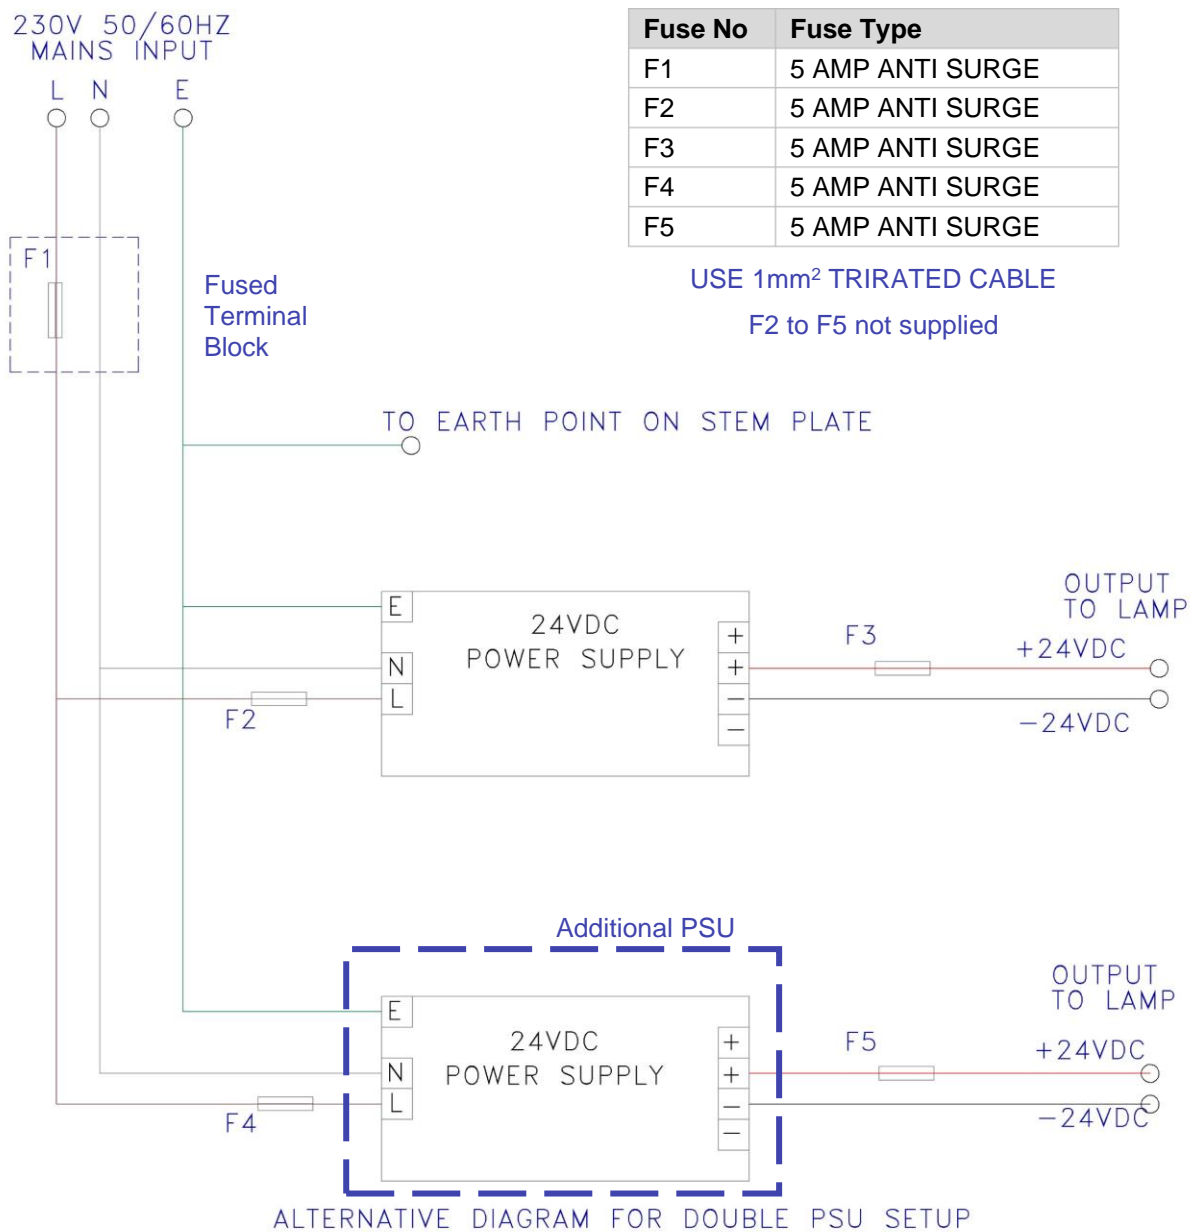 230V 50/60HZ
MAINS INPUT
L N E
Fuse No Fuse Type
F1 5 AMP ANTI SURGE
F2 5 AMP ANTI SURGE
F3 5 AMP ANTI SURGE
F4 5 AMP ANTI SURGE
F5 5 AMP ANTI SURGE
USE 1mm² TRIRATED CABLE
F2 to F5 not supplied
F1
Fused
Terminal
Block
TO EARTH POINT ON STEM PLATE
E
N
L
F2
24VDC
POWER SUPPLY
+
+
−
−
F3
OUTPUT
TO LAMP
+24VDC
−24VDC
Additional PSU
E
N
L
F4
24VDC
POWER SUPPLY
+
+
−
−
F5
OUTPUT
TO LAMP
+24VDC
−24VDC
ALTERNATIVE DIAGRAM FOR DOUBLE PSU SETUP